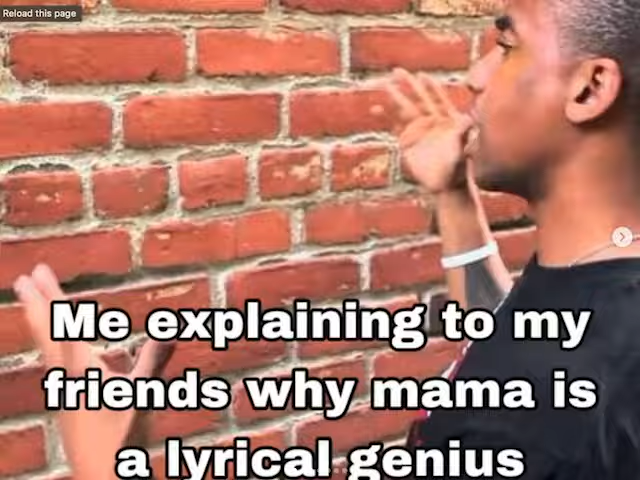 Reload this page
Me explaining to my
friends why mama is
a lyrical genius